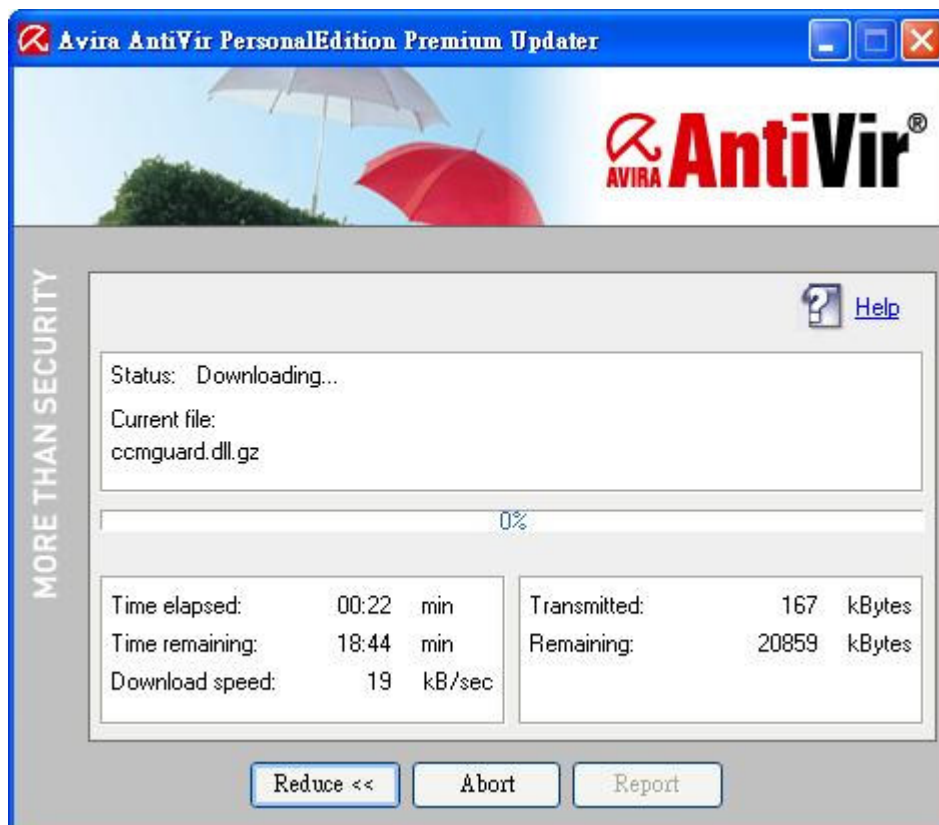 Avira AntiVir PersonalEdition Premium Updater
AVIRA AntiVir®
MORE THAN SECURITY
Help
Status: Downloading...
Current file:
ccmguard.dll.gz
0%
Time elapsed: 00:22 min
Time remaining: 18:44 min
Download speed: 19 kB/sec
Transmitted: 167 kBytes
Remaining: 20859 kBytes
Reduce << Abort Report